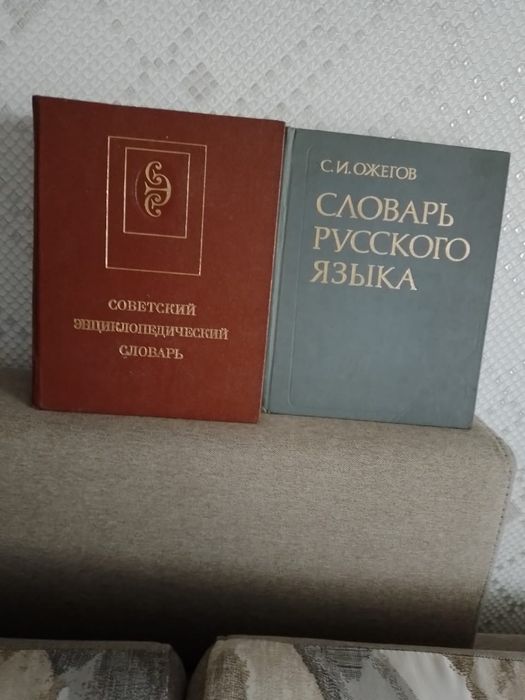 СОВЕТСКИЙ
ЭНЦИКЛОПЕДИЧЕСКИЙ
СЛОВАРЬ
С.И.ОЖЕГОВ
СЛОВАРЬ
РУССКОГО
ЯЗЫКА